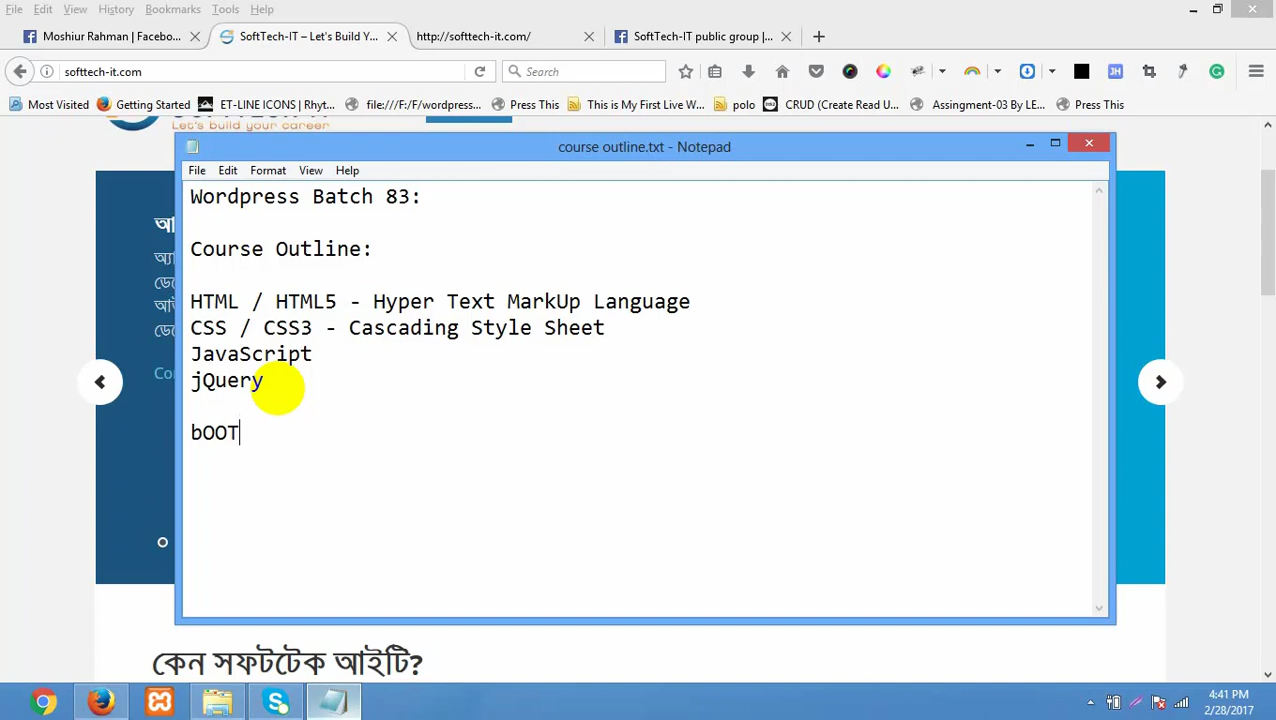 File Edit View History Bookmarks Tools Help
Moshiur Rahman | Facebo... SoftTech-IT – Let's Build Y... http://softtech-it.com/ SoftTech-IT public group |...
softtech-it.com Search
Most Visited Getting Started ET-LINE ICONS | Rhyt... file:///F:/F/wordpress... Press This This is My First Live W... polo CRUD (Create Read U... Assingment-03 By LE... Press This
Let's build your career
course outline.txt - Notepad
File Edit Format View Help
Wordpress Batch 83:
Course Outline:
HTML / HTML5 - Hyper Text MarkUp Language
CSS / CSS3 - Cascading Style Sheet
JavaScript
jQuery
bOOT
কেন সফটটেক আইটি?
4:41 PM
2/28/2017